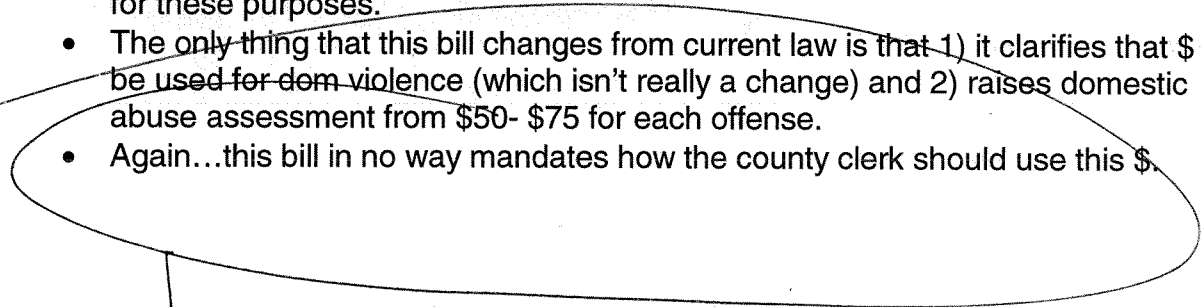 for these purposes.
• The only thing that this bill changes from current law is that 1) it clarifies that $
be used for dom violence (which isn't really a change) and 2) raises domestic
abuse assessment from $50- $75 for each offense.
• Again...this bill in no way mandates how the county clerk should use this $.